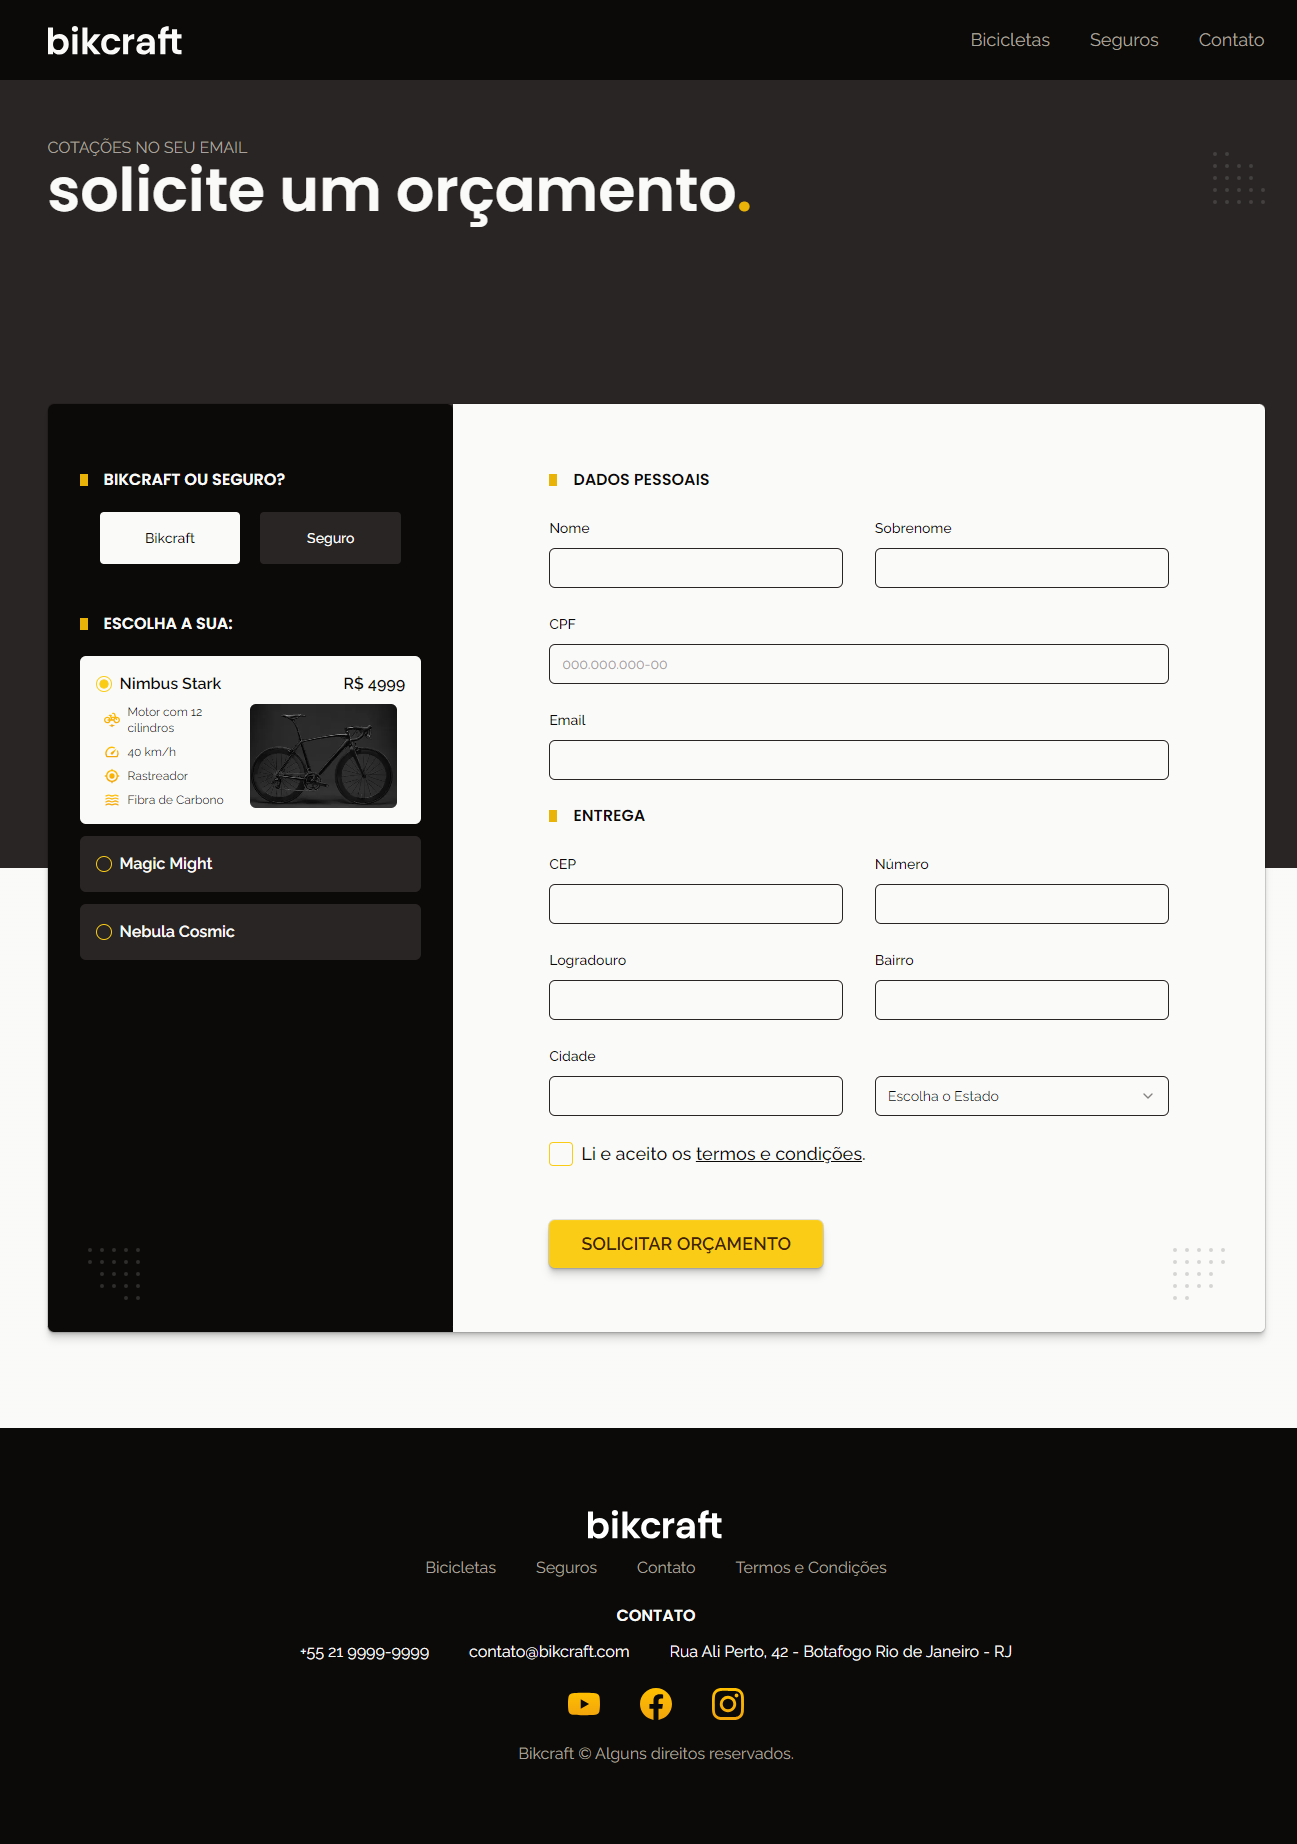 bikcraft
Bicicletas Seguros Contato
COTAÇÕES NO SEU EMAIL
solicite um orçamento.
BIKCRAFT OU SEGURO?
Bikcraft Seguro
ESCOLHA A SUA:
Nimbus Stark R$ 4999
Motor com 12
cilindros
40 km/h
Rastreador
Fibra de Carbono
Magic Might
Nebula Cosmic
DADOS PESSOAIS
Nome Sobrenome
CPF
000.000.000-00
Email
ENTREGA
CEP Número
Logradouro Bairro
Cidade
Escolha o Estado
Li e aceito os termos e condições.
SOLICITAR ORÇAMENTO
bikcraft
Bicicletas Seguros Contato Termos e Condições
CONTATO
+55 21 9999-9999 contato@bikcraft.com Rua Ali Perto, 42 - Botafogo Rio de Janeiro - RJ
Bikcraft © Alguns direitos reservados.